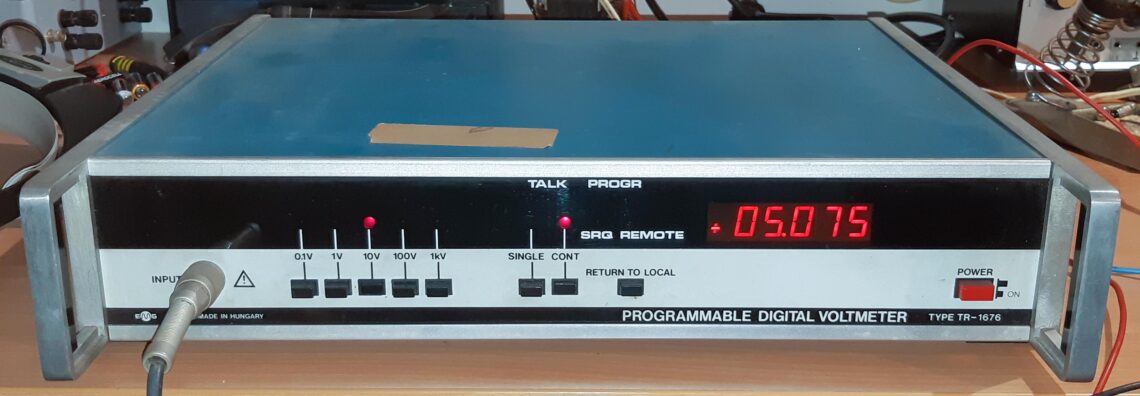 TALK PROGR
÷ 05.075
SRQ REMOTE
0.1V 1V 10V 100V 1kV
SINGLE CONT
RETURN TO LOCAL
INPUT
POWER
ON
EMG
MADE IN HUNGARY
PROGRAMMABLE DIGITAL VOLTMETER
TYPE TR-1676